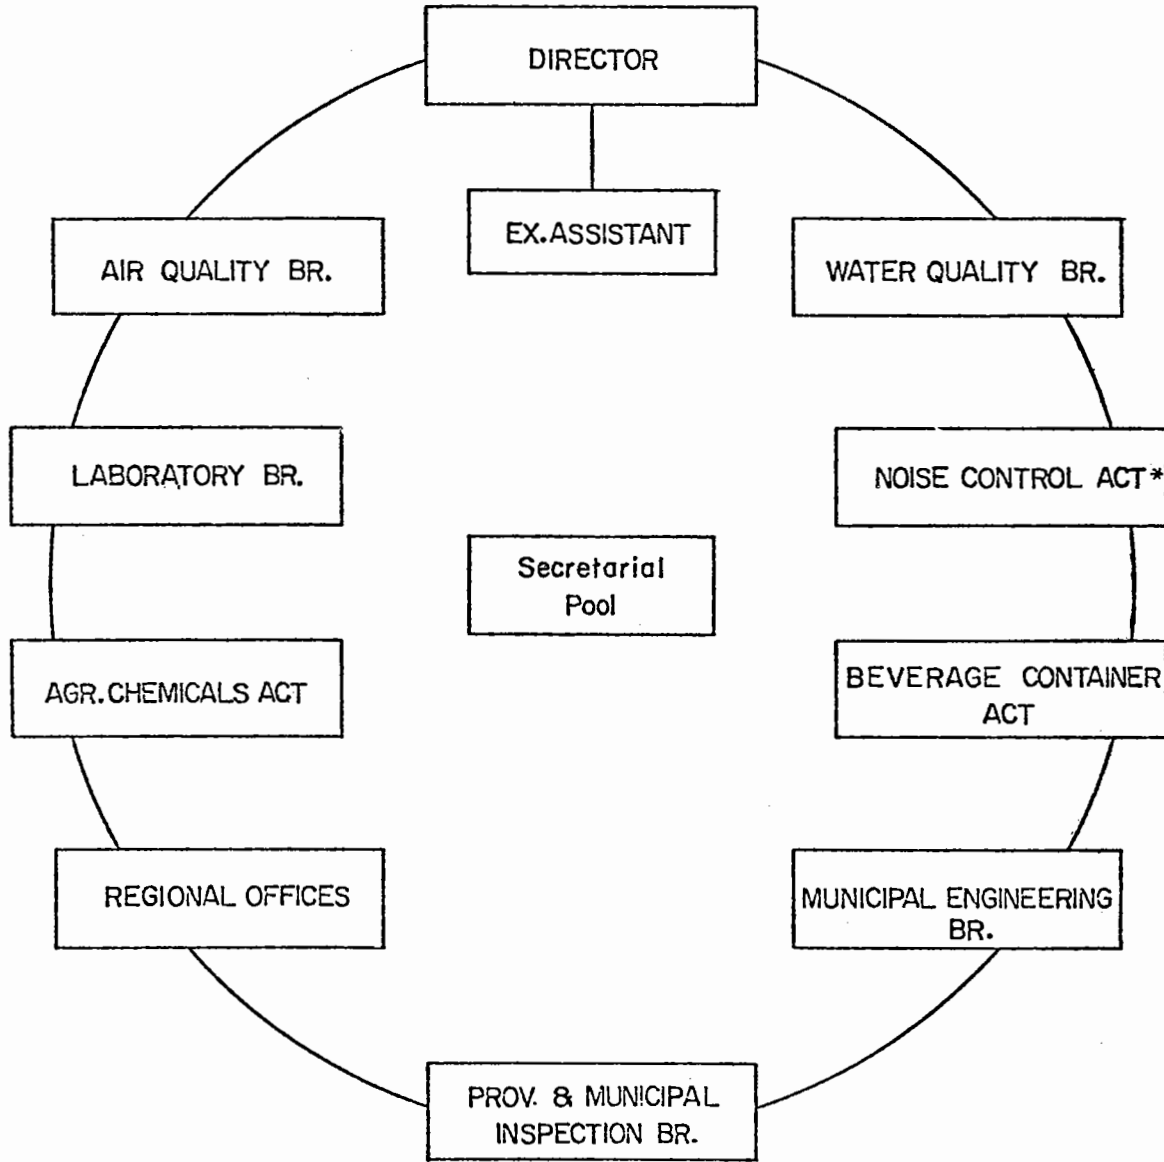 DIRECTOR
EX.ASSISTANT
AIR QUALITY BR.
WATER QUALITY BR.
LABORATORY BR.
NOISE CONTROL ACT*
Secretarial
Pool
AGR.CHEMICALS ACT
BEVERAGE CONTAINER
ACT
REGIONAL OFFICES
MUNICIPAL ENGINEERING
BR.
PROV. & MUNICIPAL
INSPECTION BR.